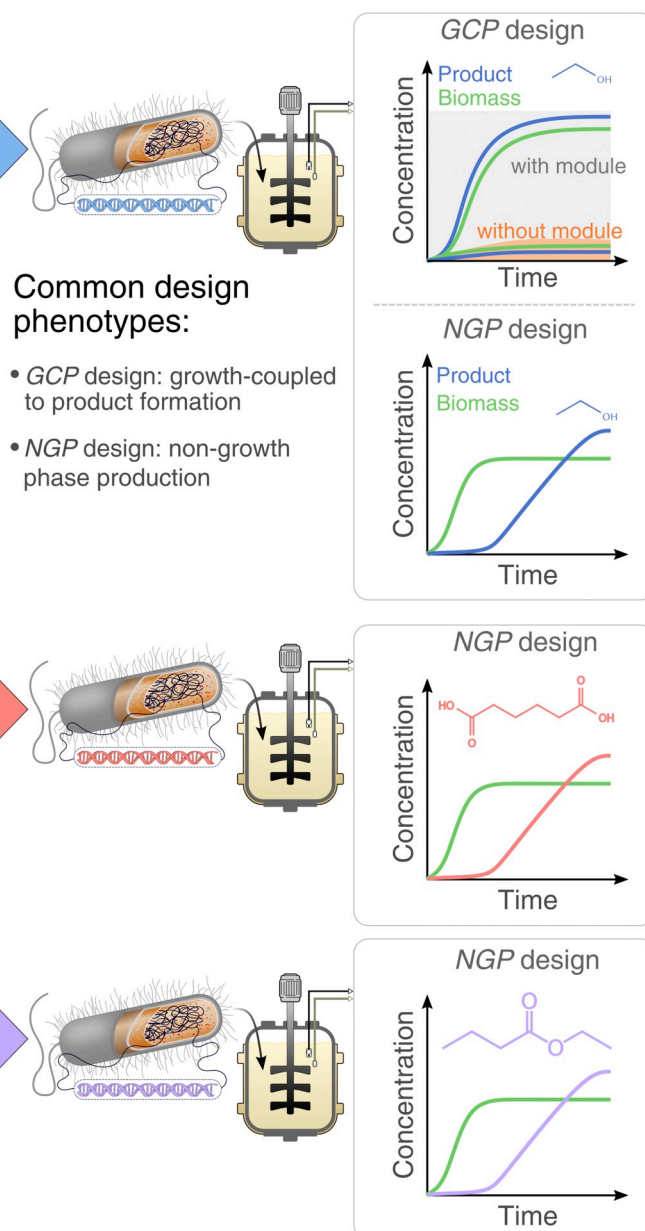 GCP design
Product
OH
Biomass
with module
without module
Concentration
Time
Common design
phenotypes:
• GCP design: growth-coupled
to product formation
• NGP design: non-growth
phase production
NGP design
Product
Biomass
OH
Concentration
Time
NGP design
O
HO
OH
O
Concentration
Time
NGP design
O
O
Concentration
Time